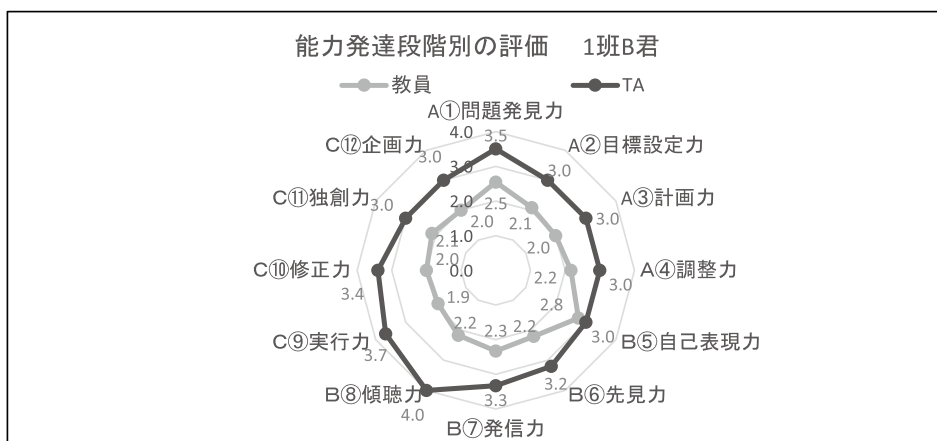 能力発達段階別の評価 1班B君
教員 TA
A①問題発見力
A②目標設定力
A③計画力
A④調整力
B⑤自己表現力
B⑥先見力
B⑦発信力
B⑧傾聴力
C⑨実行力
C⑩修正力
C⑪独創力
C⑫企画力
4.0
3.0
2.0
1.0
0.0
3.5
3.0
3.0
3.0
3.0
3.2
3.3
4.0
3.7
3.4
3.0
3.0
2.5
2.1
2.0
2.2
2.8
2.2
2.3
2.2
1.9
2.0
2.1
2.0